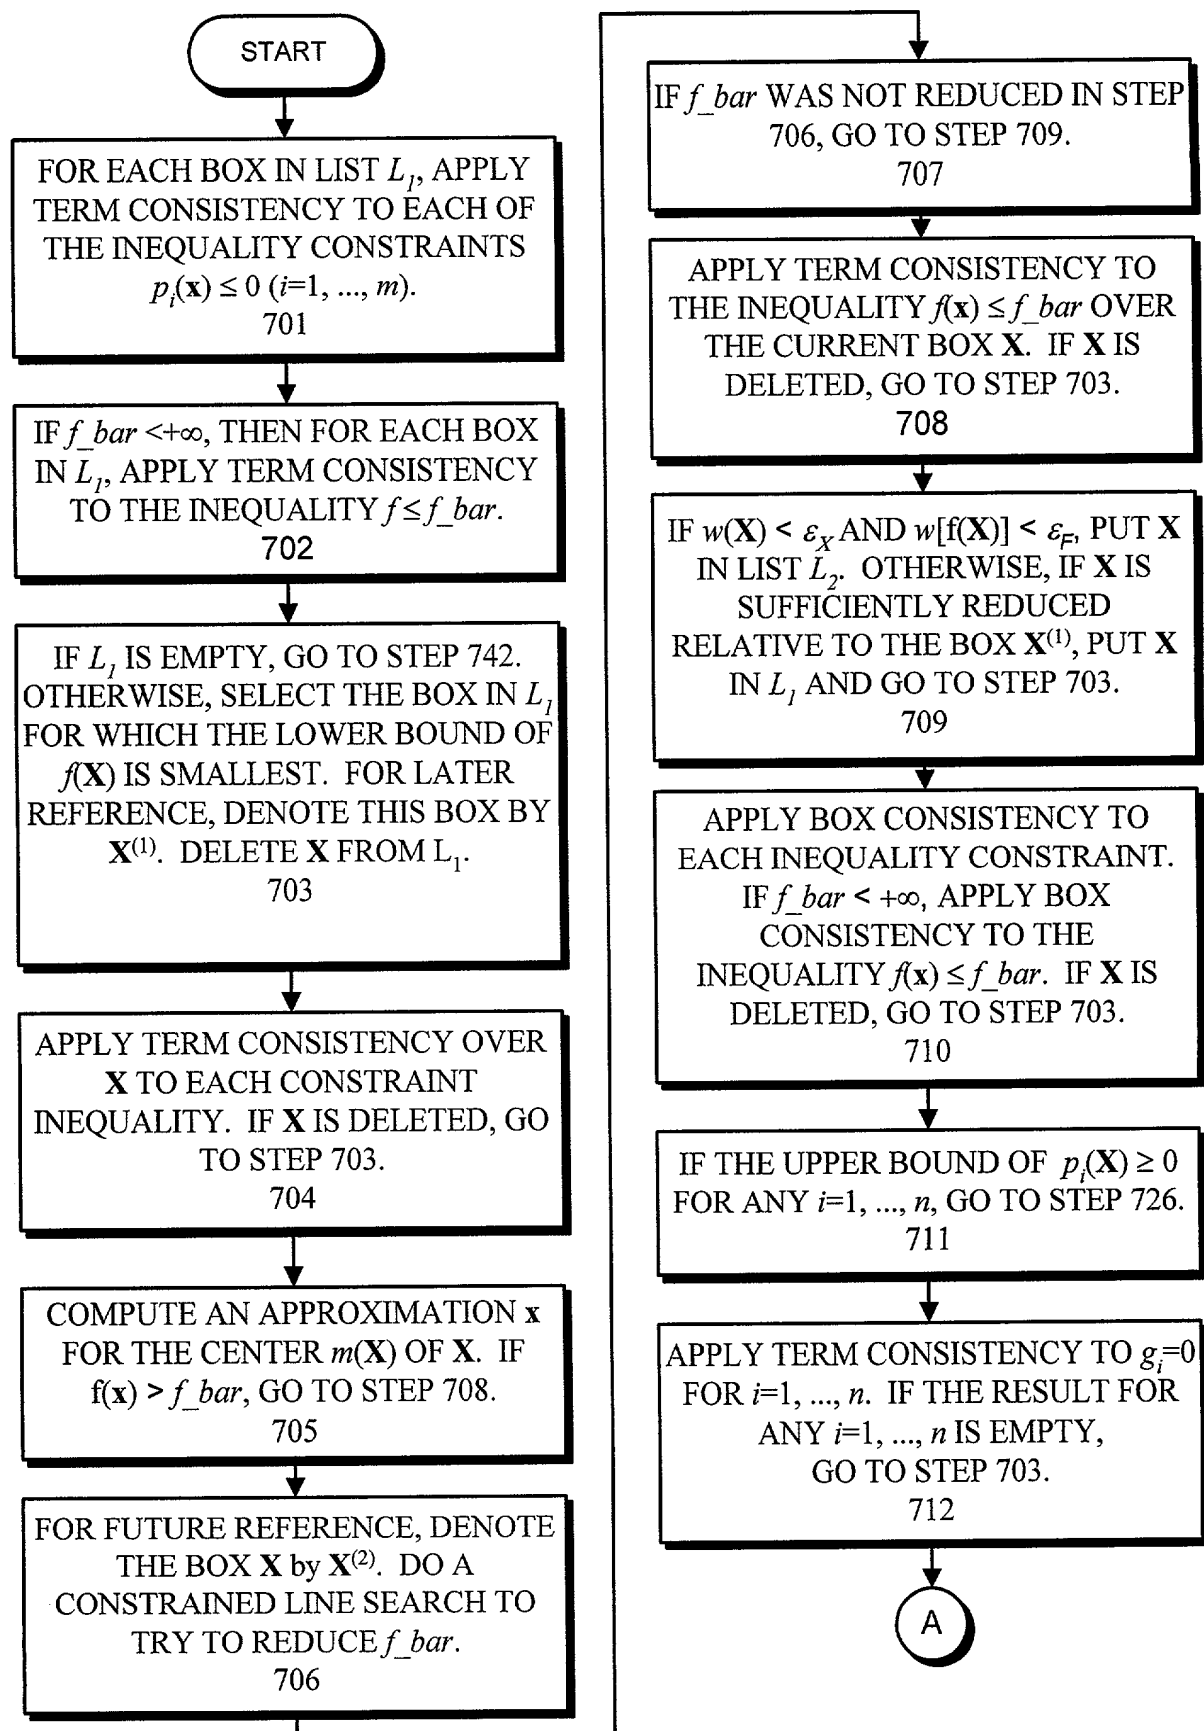 START
FOR EACH BOX IN LIST L1, APPLY
TERM CONSISTENCY TO EACH OF
THE INEQUALITY CONSTRAINTS
pi(x) ≤ 0 (i=1, ..., m).
701
IF f_bar <+∞, THEN FOR EACH BOX
IN L1, APPLY TERM CONSISTENCY
TO THE INEQUALITY f ≤ f_bar.
702
IF L1 IS EMPTY, GO TO STEP 742.
OTHERWISE, SELECT THE BOX IN L1
FOR WHICH THE LOWER BOUND OF
f(X) IS SMALLEST. FOR LATER
REFERENCE, DENOTE THIS BOX BY
X(1). DELETE X FROM L1.
703
APPLY TERM CONSISTENCY OVER
X TO EACH CONSTRAINT
INEQUALITY. IF X IS DELETED, GO
TO STEP 703.
704
COMPUTE AN APPROXIMATION x
FOR THE CENTER m(X) OF X. IF
f(x) > f_bar, GO TO STEP 708.
705
FOR FUTURE REFERENCE, DENOTE
THE BOX X by X(2). DO A
CONSTRAINED LINE SEARCH TO
TRY TO REDUCE f_bar.
706
IF f_bar WAS NOT REDUCED IN STEP
706, GO TO STEP 709.
707
APPLY TERM CONSISTENCY TO
THE INEQUALITY f(x) ≤ f_bar OVER
THE CURRENT BOX X. IF X IS
DELETED, GO TO STEP 703.
708
IF w(X) < εX AND w[f(X)] < εF, PUT X
IN LIST L2. OTHERWISE, IF X IS
SUFFICIENTLY REDUCED
RELATIVE TO THE BOX X(1), PUT X
IN L1 AND GO TO STEP 703.
709
APPLY BOX CONSISTENCY TO
EACH INEQUALITY CONSTRAINT.
IF f_bar < +∞, APPLY BOX
CONSISTENCY TO THE
INEQUALITY f(x) ≤ f_bar. IF X IS
DELETED, GO TO STEP 703.
710
IF THE UPPER BOUND OF pi(X) ≥ 0
FOR ANY i=1, ..., n, GO TO STEP 726.
711
APPLY TERM CONSISTENCY TO gi=0
FOR i=1, ..., n. IF THE RESULT FOR
ANY i=1, ..., n IS EMPTY,
GO TO STEP 703.
712
A